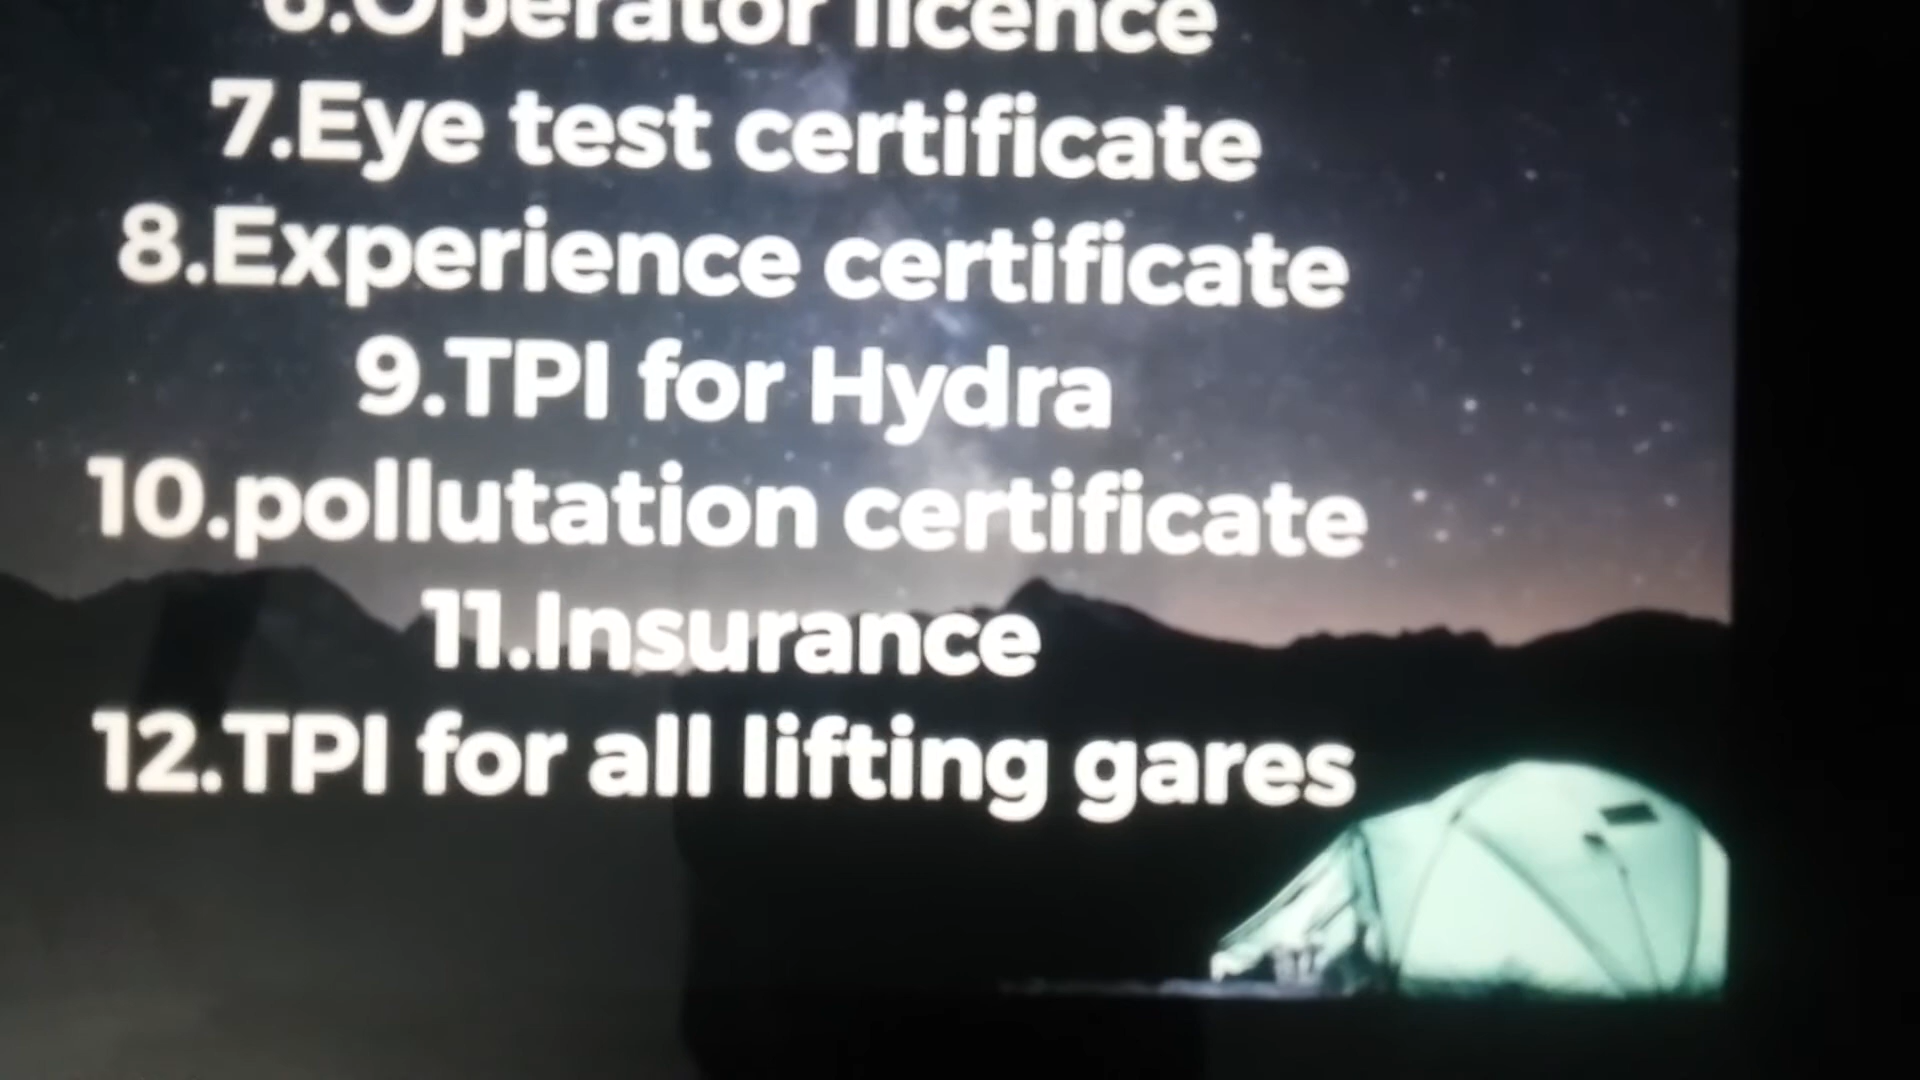 6.Operator licence
7.Eye test certificate
8.Experience certificate
9.TPI for Hydra
10.pollutation certificate
11.Insurance
12.TPI for all lifting gares